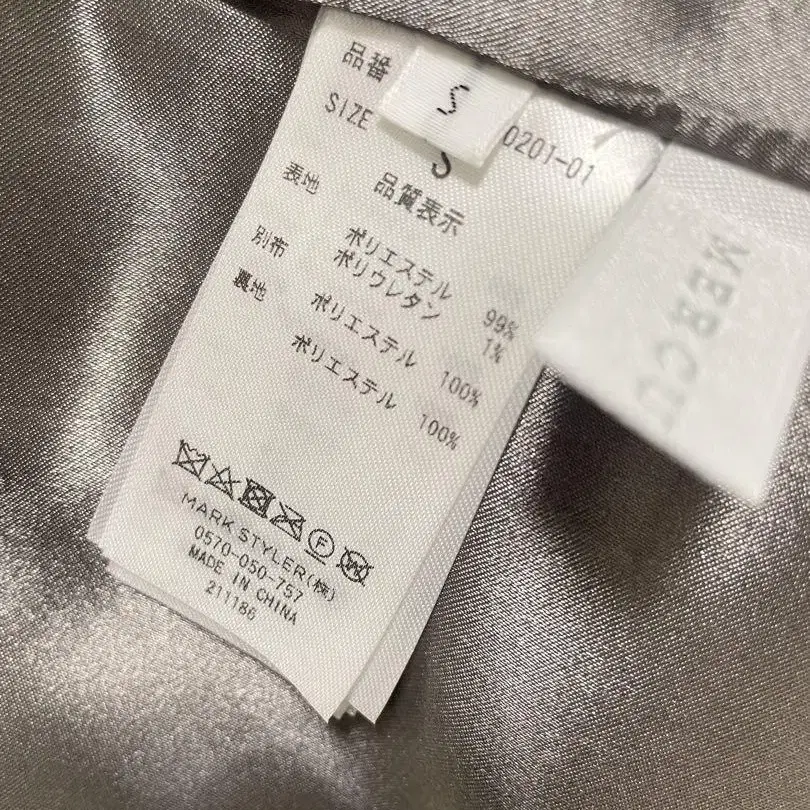 S
品番 0201-01
SIZE S
品質表示
表地 ポリエステル 99%
ポリウレタン 1%
別布 ポリエステル 100%
裏地 ポリエステル 100%
F W
MARK STYLER(株)
0570-050-757
MADE IN CHINA
211186
MERCU